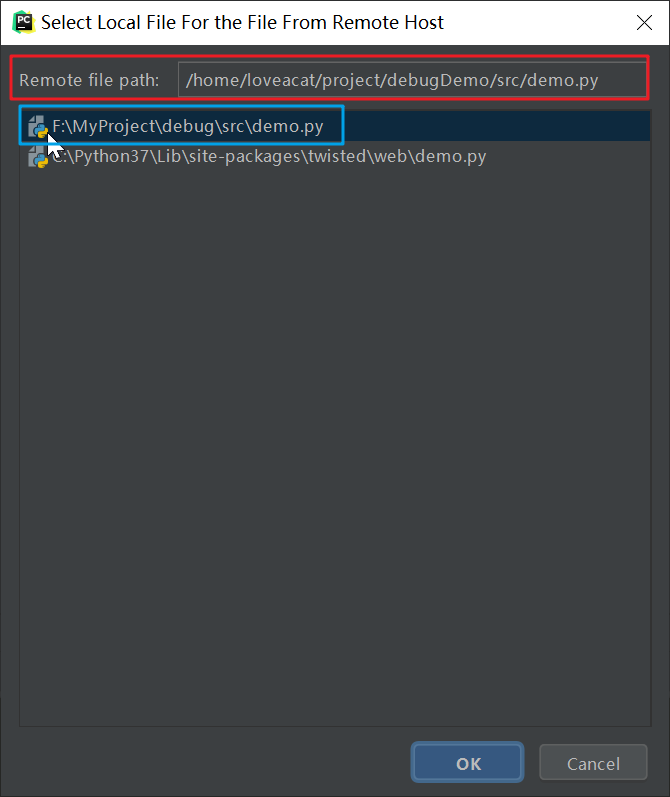 PC
Select Local File For the File From Remote Host
Remote file path: /home/loveacat/project/debugDemo/src/demo.py
F:\MyProject\debug\src\demo.py
C:\Python37\Lib\site-packages\twisted\web\demo.py
OK Cancel